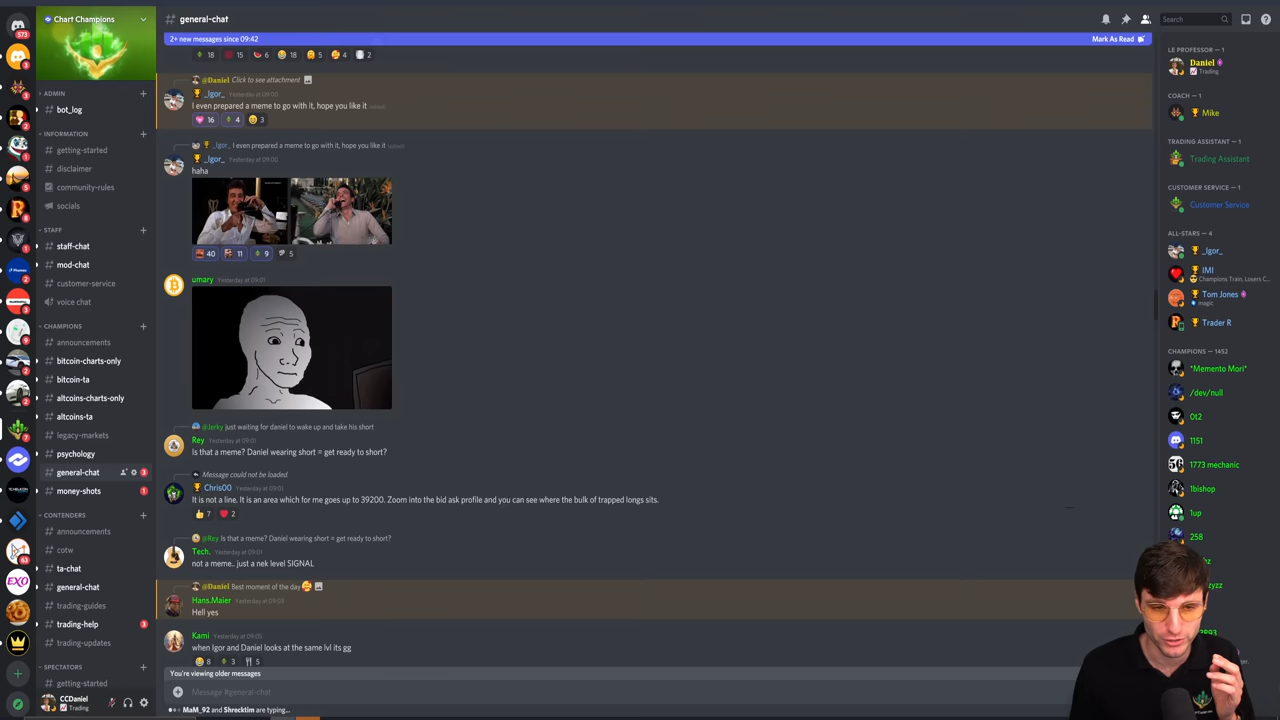 573
Chart Champions
# general-chat
Search
2+ new messages since 09:42
Mark As Read
18 15 6 18 5 4 2
@Daniel Click to see attachment
_Igor_ Yesterday at 09:00
I even prepared a meme to go with it, hope you like it (edited)
16 4 3
_Igor_ I even prepared a meme to go with it, hope you like it (edited)
_Igor_ Yesterday at 09:00
haha
40 11 9 5
umary Yesterday at 09:01
@Jerky just waiting for daniel to wake up and take his short
Rey Yesterday at 09:01
Is that a meme? Daniel wearing short = get ready to short?
Message could not be loaded.
Chris00 Yesterday at 09:01
It is not a line. It is an area which for me goes up to 39200. Zoom into the bid ask profile and you can see where the bulk of trapped longs sits.
7 2
@Rey Is that a meme? Daniel wearing short = get ready to short?
Tech. Yesterday at 09:01
not a meme.. just a nek level SIGNAL
@Daniel Best moment of the day
Hans.Maier Yesterday at 09:05
Hell yes
Kami Yesterday at 09:05
when Igor and Daniel looks at the same lvl its gg
8 3 5
You're viewing older messages
Message #general-chat
MaM_92 and Shrecktim are typing...
ADMIN
# bot_log
INFORMATION
# getting-started
# disclaimer
# community-rules
socials
STAFF
# staff-chat
# mod-chat
# customer-service
voice chat
CHAMPIONS
# announcements
# bitcoin-charts-only
# bitcoin-ta
# altcoins-charts-only
# altcoins-ta
# legacy-markets
# psychology
# general-chat 3
# money-shots 1
CONTENDERS
# announcements
# cotw
# ta-chat
# general-chat
# trading-guides
# trading-help 3
# trading-updates
SPECTATORS
# getting-started
CCDaniel
Trading
LE PROFESSOR — 1
Daniel
Trading
COACH — 1
Mike
TRADING ASSISTANT — 1
Trading Assistant
CUSTOMER SERVICE — 1
Customer Service
ALL-STARS — 4
_Igor_
IMI
Champions Train, Losers C...
Tom Jones
magic
Trader R
CHAMPIONS — 1452
*Memento Mori*
/dev/null
0t2
1151
1773 mechanic
1bishop
1up
258